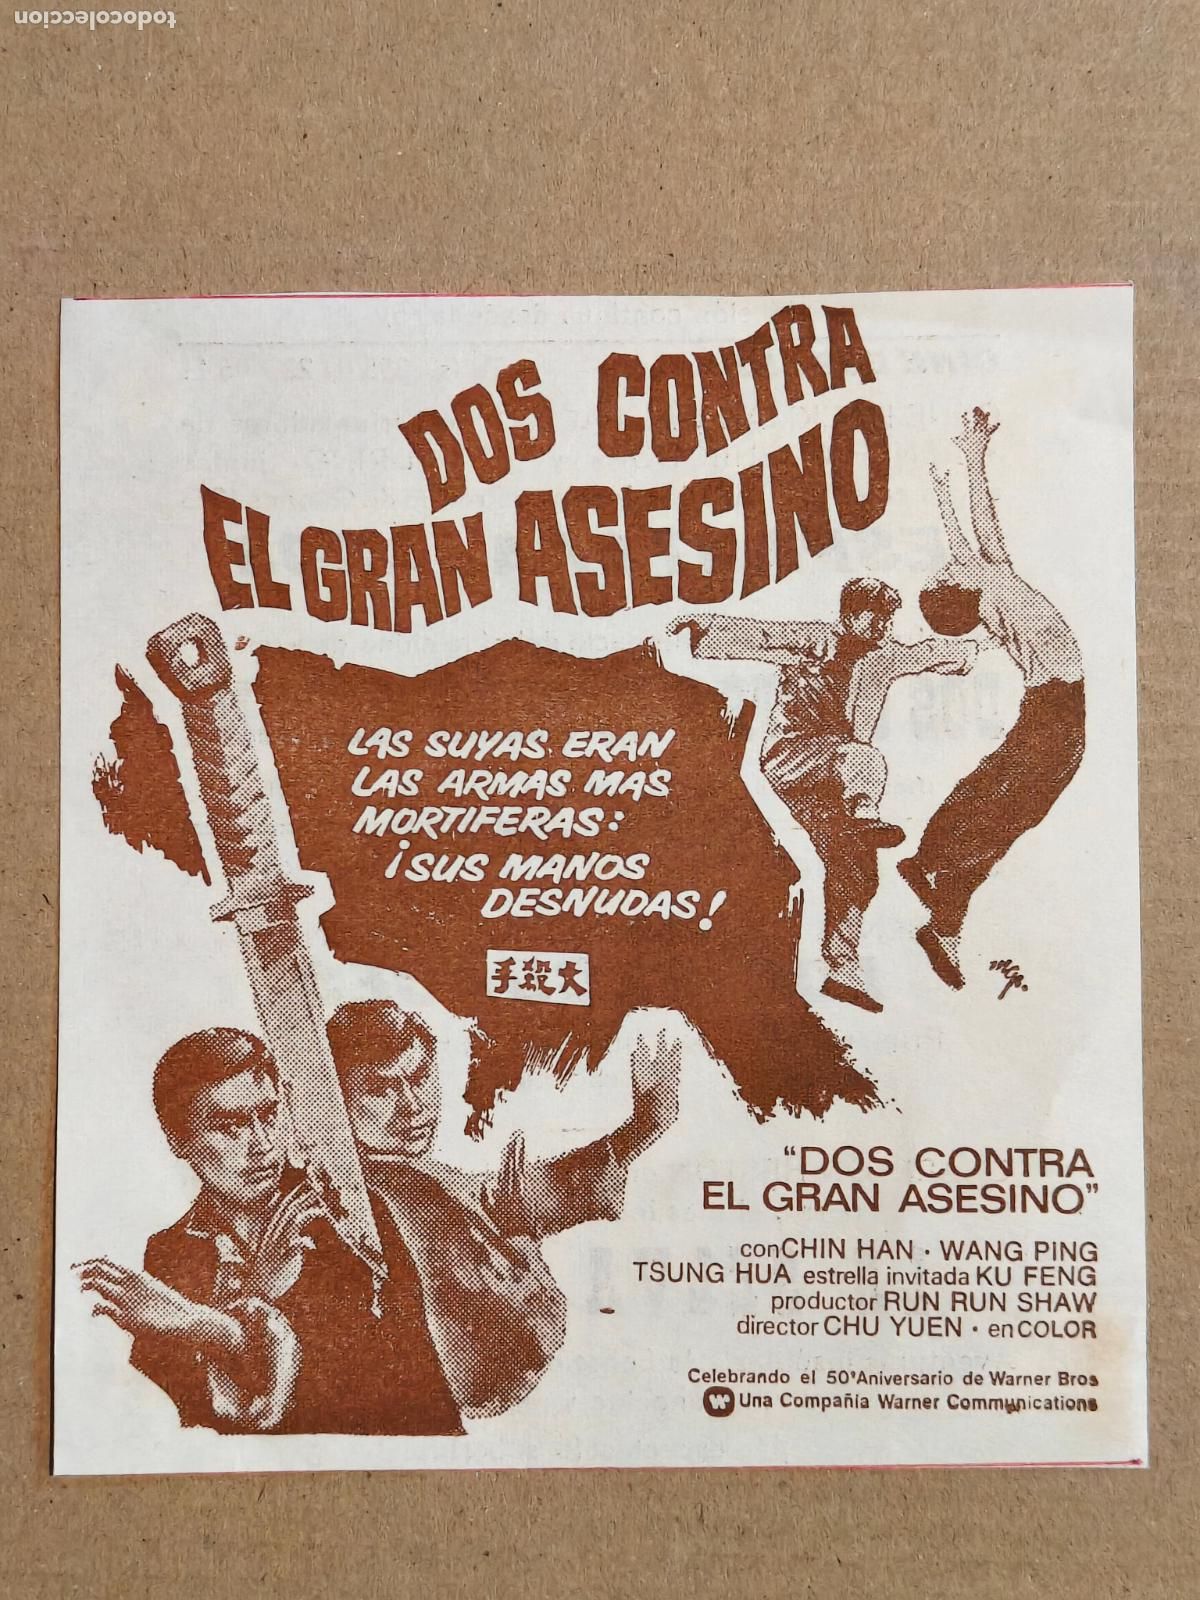 todocoleccion
DOS CONTRA
EL GRAN ASESINO
LAS SUYAS ERAN
LAS ARMAS MAS
MORTIFERAS:
¡SUS MANOS
DESNUDAS!
手殺大
"DOS CONTRA
EL GRAN ASESINO"
con CHIN HAN · WANG PING
TSUNG HUA estrella invitada KU FENG
productor RUN RUN SHAW
director CHU YUEN · en COLOR
Celebrando el 50º Aniversario de Warner Bros
Una Compañia Warner Communications